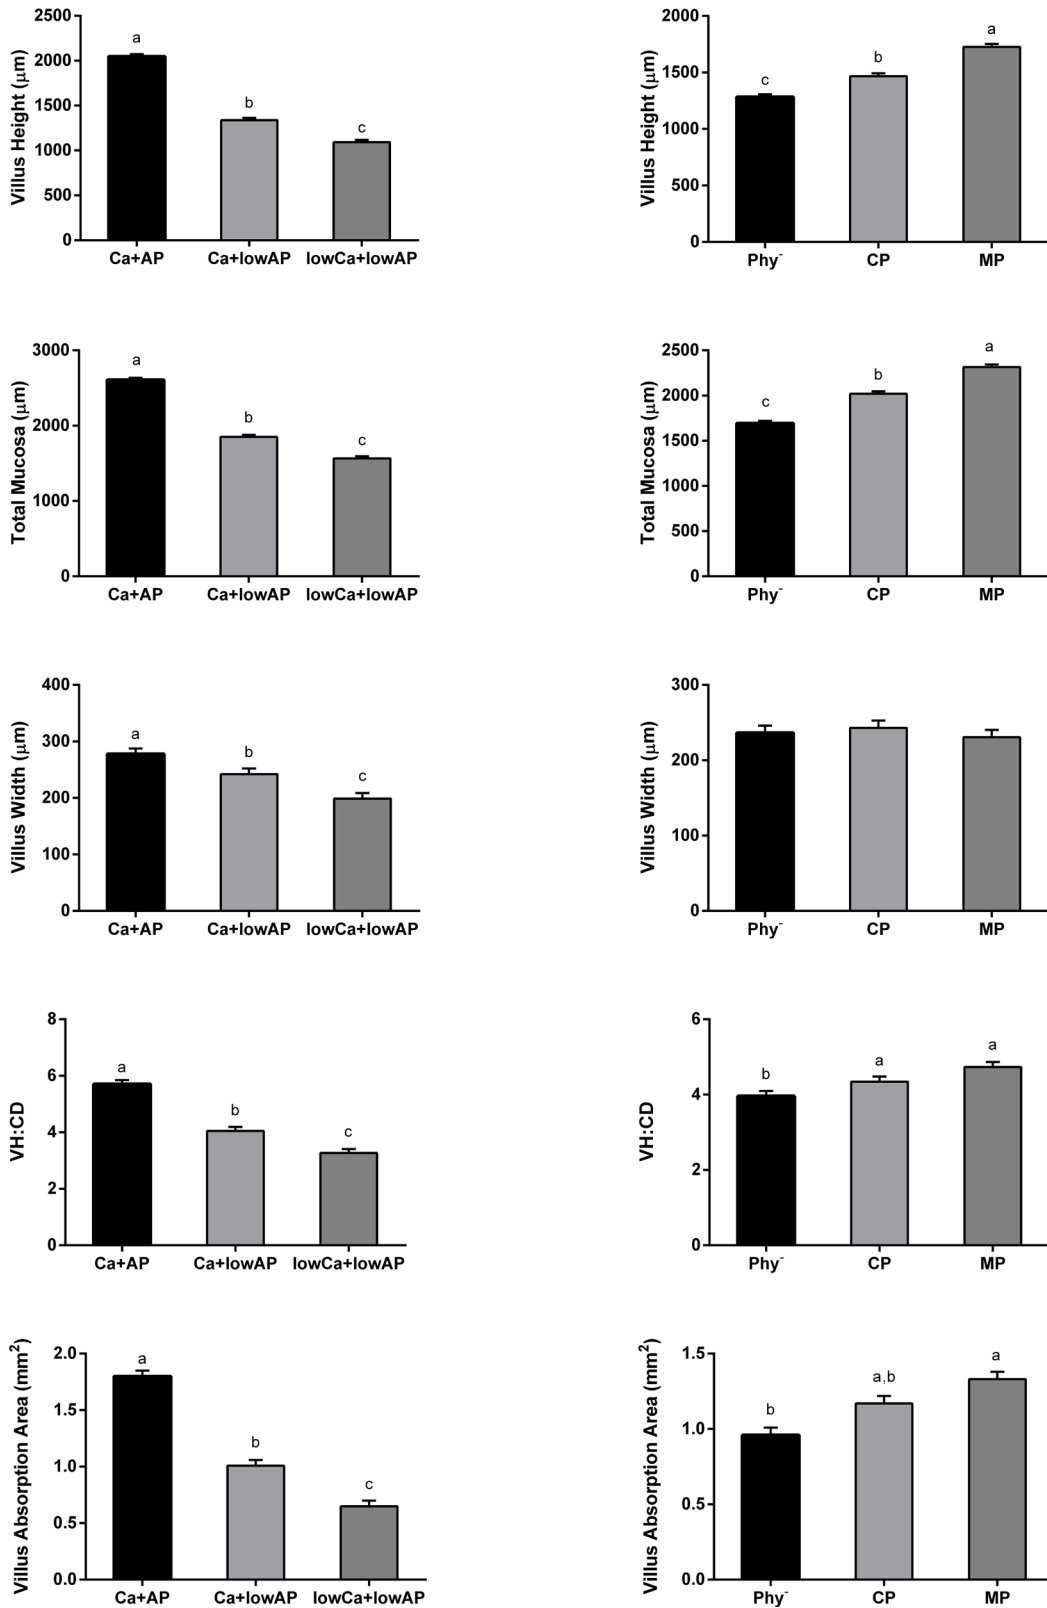 Villus Height (μm)
2500
2000
1500
1000
500
0
a
b
c
Ca+AP Ca+lowAP lowCa+lowAP
Villus Height (μm)
2000
1500
1000
500
0
c
b
a
Phy⁻ CP MP
Total Mucosa (μm)
3000
2000
1000
0
a
b
c
Ca+AP Ca+lowAP lowCa+lowAP
Total Mucosa (μm)
2500
2000
1500
1000
500
0
c
b
a
Phy⁻ CP MP
Villus Width (μm)
400
300
200
100
0
a
b
c
Ca+AP Ca+lowAP lowCa+lowAP
Villus Width (μm)
300
200
100
0
Phy⁻ CP MP
VH:CD
8
6
4
2
0
a
b
c
Ca+AP Ca+lowAP lowCa+lowAP
VH:CD
6
4
2
0
b
a
a
Phy⁻ CP MP
Villus Absorption Area (mm²)
2.0
1.5
1.0
0.5
0.0
a
b
c
Ca+AP Ca+lowAP lowCa+lowAP
Villus Absorption Area (mm²)
1.5
1.0
0.5
0.0
b
a,b
a
Phy⁻ CP MP